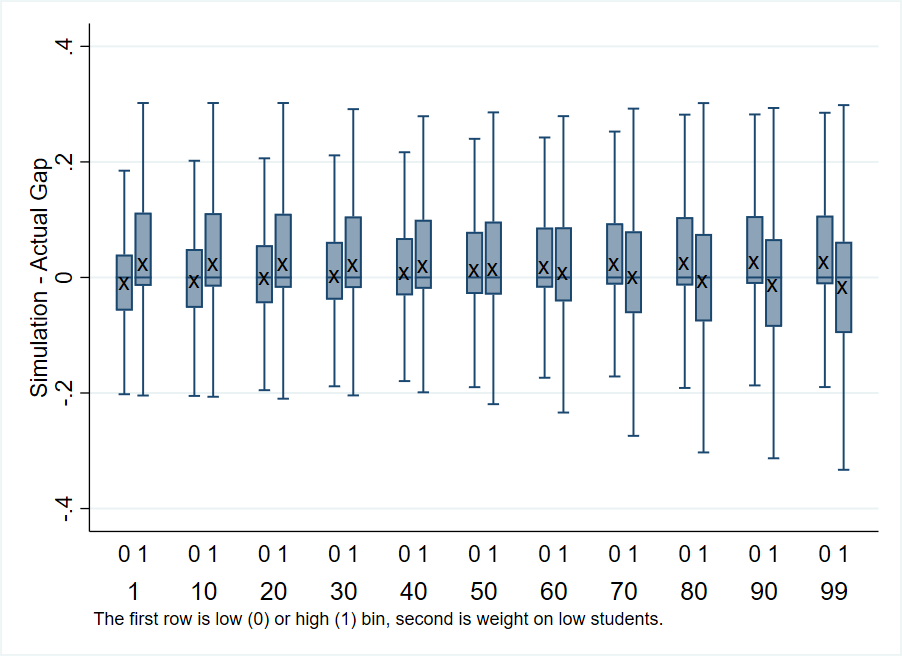 Simulation - Actual Gap
.4
.2
0
-.2
-.4
x x x x x x x x x x x x x x x x x x x x x x
0 1 0 1 0 1 0 1 0 1 0 1 0 1 0 1 0 1 0 1 0 1
1 10 20 30 40 50 60 70 80 90 99
The first row is low (0) or high (1) bin, second is weight on low students.